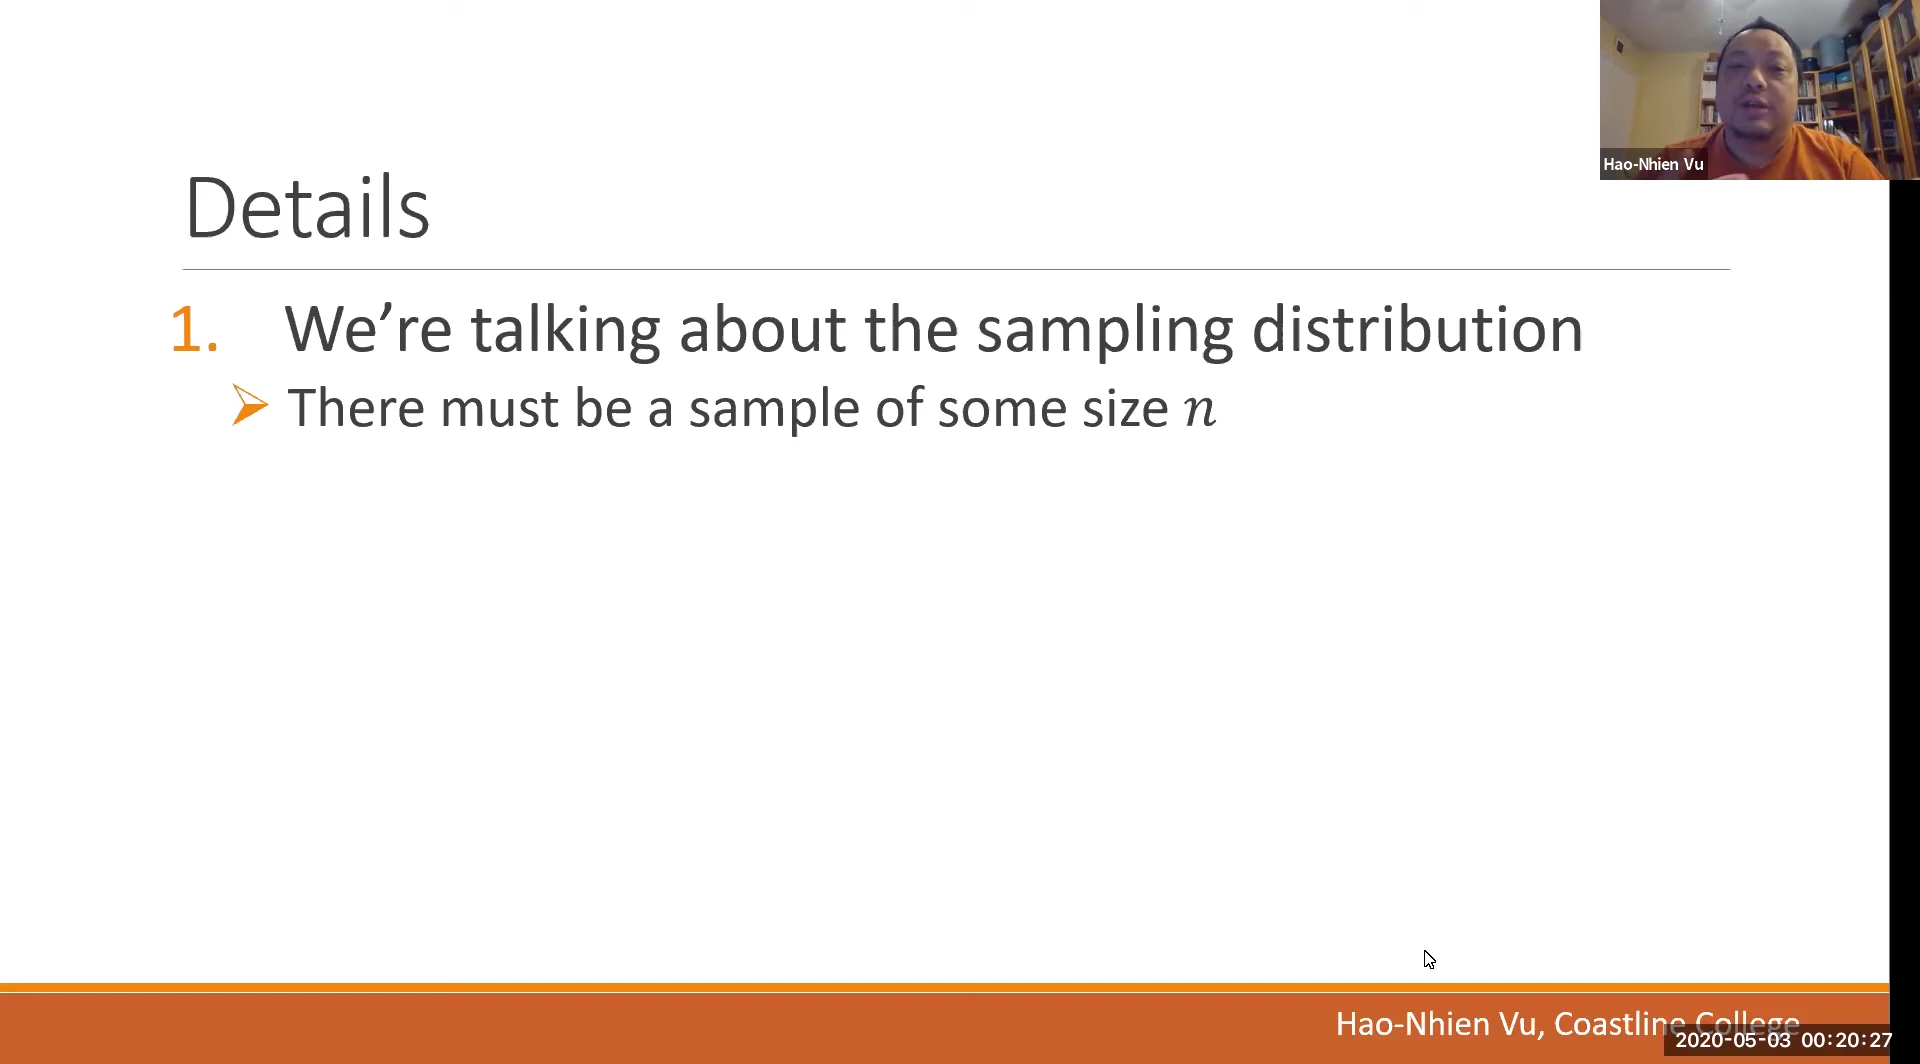 Hao-Nhien Vu
Details
1. We’re talking about the sampling distribution
➢ There must be a sample of some size n
Hao-Nhien Vu, Coastline College
2020-05-03 00:20:27